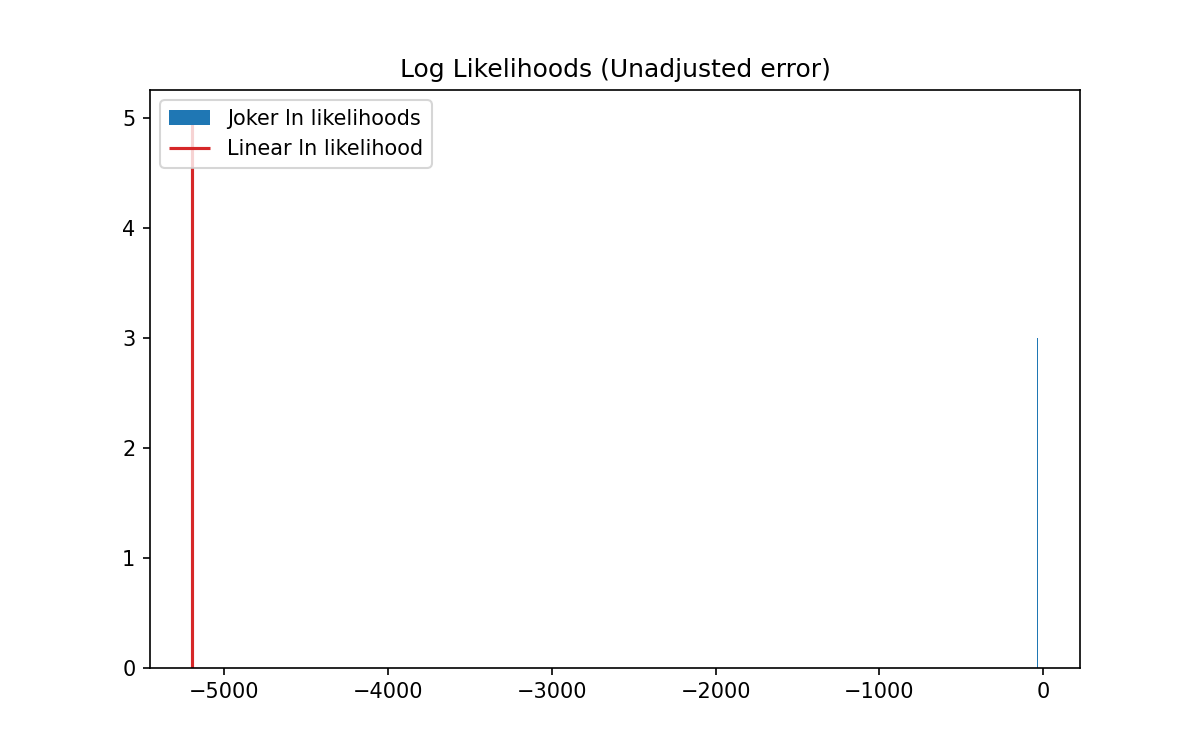 Log Likelihoods (Unadjusted error)
Joker ln likelihoods
Linear ln likelihood
5
4
3
2
1
0
−5000 −4000 −3000 −2000 −1000 0